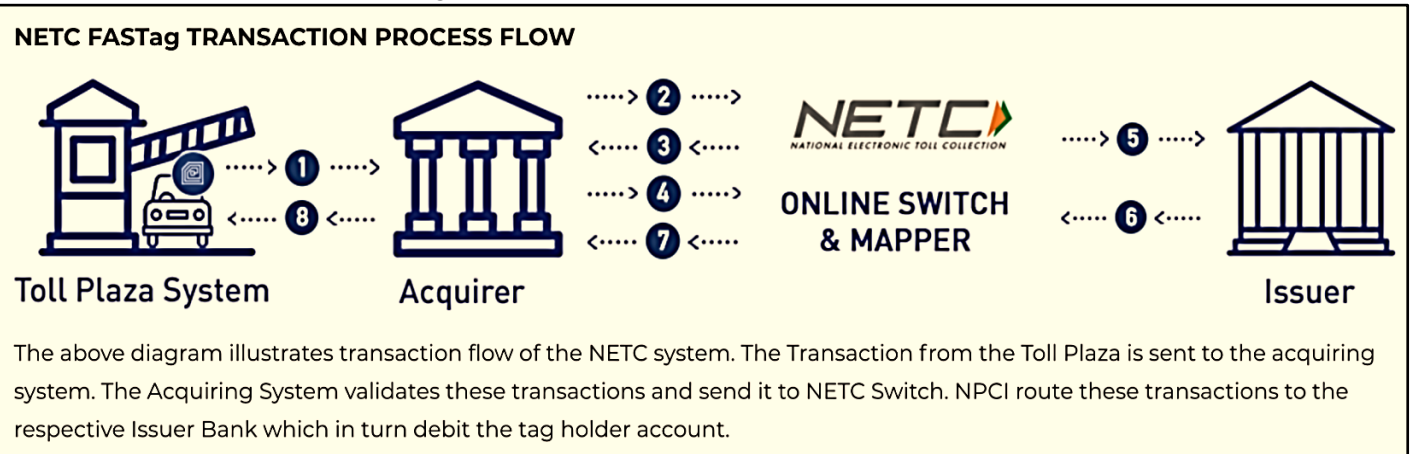 NETC FASTag TRANSACTION PROCESS FLOW
1
8
2
3
4
7
NETC
NATIONAL ELECTRONIC TOLL COLLECTION
ONLINE SWITCH
& MAPPER
5
6
Toll Plaza System
Acquirer
Issuer
The above diagram illustrates transaction flow of the NETC system. The Transaction from the Toll Plaza is sent to the acquiring
system. The Acquiring System validates these transactions and send it to NETC Switch. NPCI route these transactions to the
respective Issuer Bank which in turn debit the tag holder account.